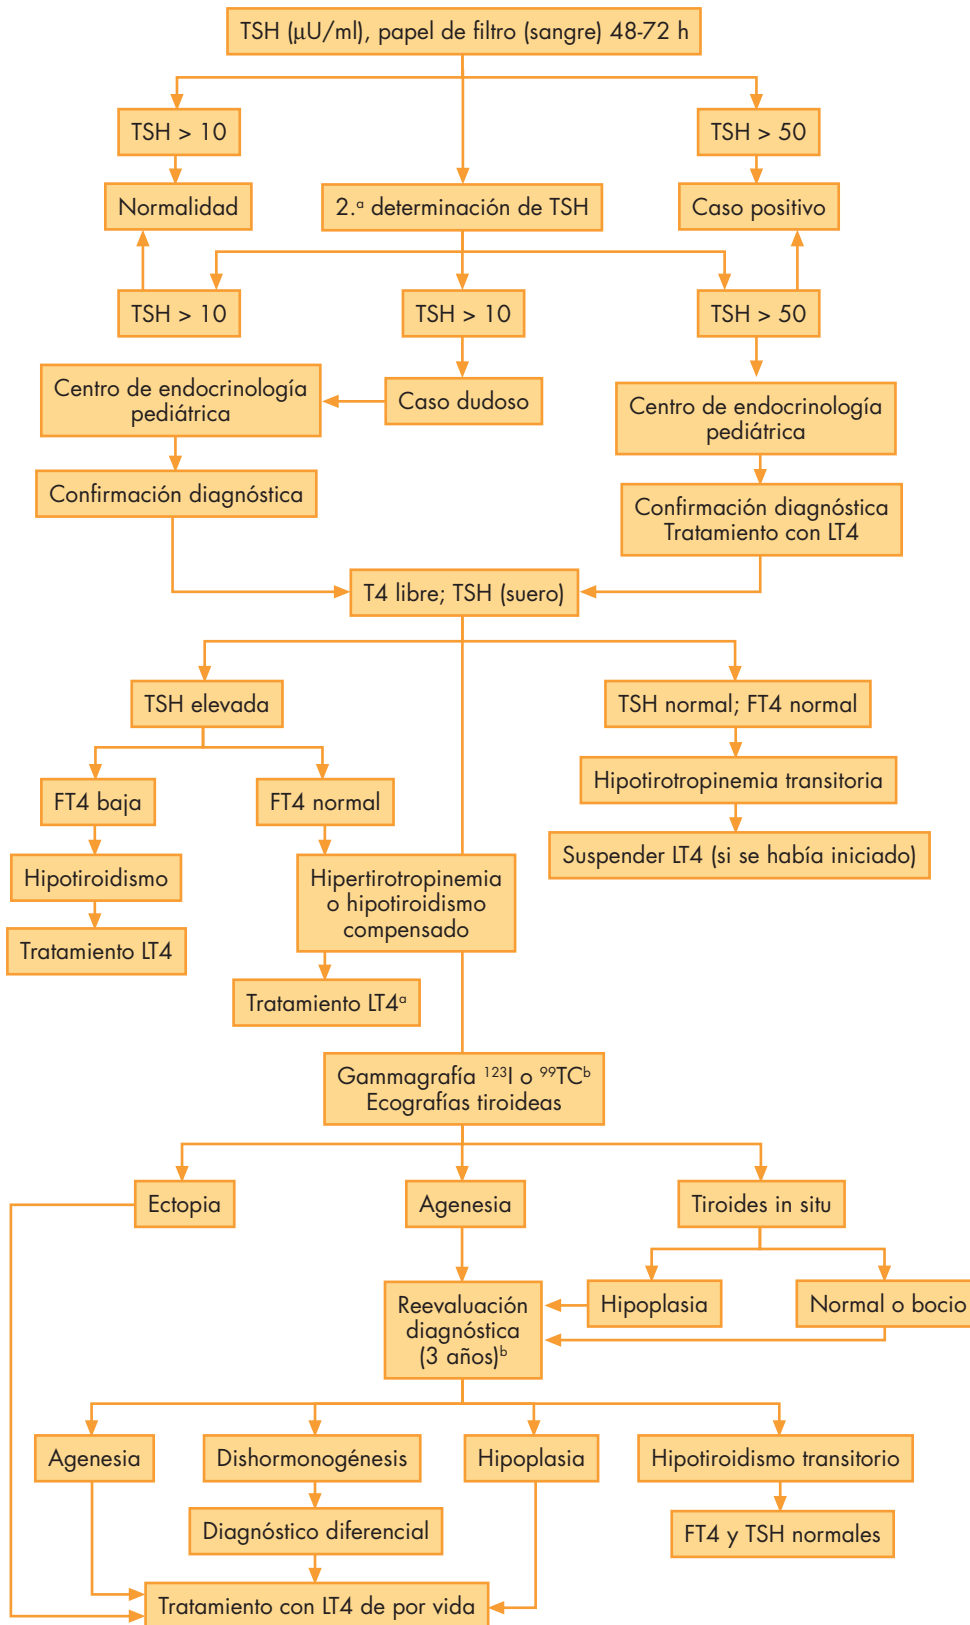 TSH (μU/ml), papel de filtro (sangre) 48-72 h
TSH > 10
TSH > 50
Normalidad
2.ª determinación de TSH
Caso positivo
TSH > 10
TSH > 10
TSH > 50
Centro de endocrinología
pediátrica
Caso dudoso
Centro de endocrinología
pediátrica
Confirmación diagnóstica
Confirmación diagnóstica
Tratamiento con LT4
T4 libre; TSH (suero)
TSH elevada
TSH normal; FT4 normal
FT4 baja
FT4 normal
Hipotirotropinemia transitoria
Hipotiroidismo
Hipertirotropinemia
o hipotiroidismo
compensado
Suspender LT4 (si se había iniciado)
Tratamiento LT4
Tratamiento LT4ª
Gammagrafía ¹²³I o ⁹⁹TCᵇ
Ecografías tiroideas
Ectopia
Agenesia
Tiroides in situ
Reevaluación
diagnóstica
(3 años)ᵇ
Hipoplasia
Normal o bocio
Agenesia
Dishormonogénesis
Hipoplasia
Hipotiroidismo transitorio
Diagnóstico diferencial
FT4 y TSH normales
Tratamiento con LT4 de por vida